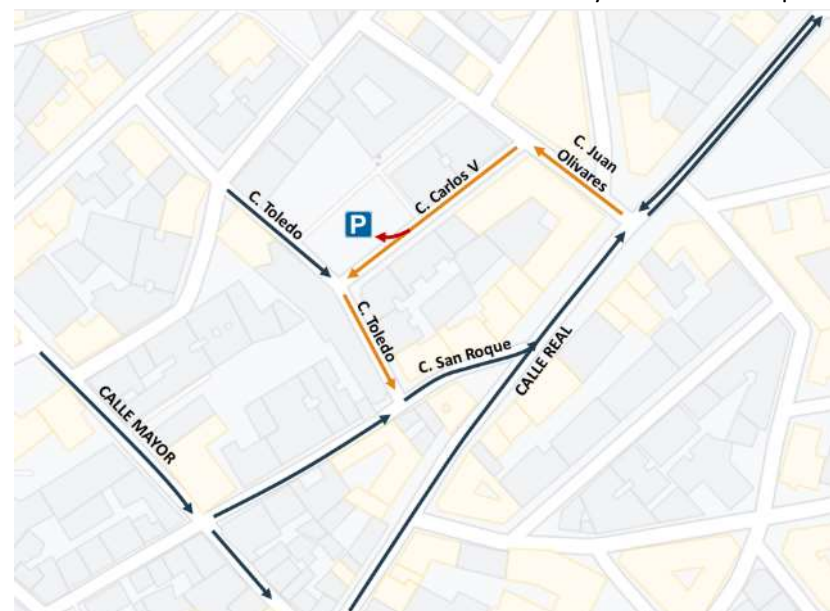 C. Juan
Olivares
C. Carlos V
C. Toledo
P
C. Toledo
C. San Roque
CALLE REAL
CALLE MAYOR